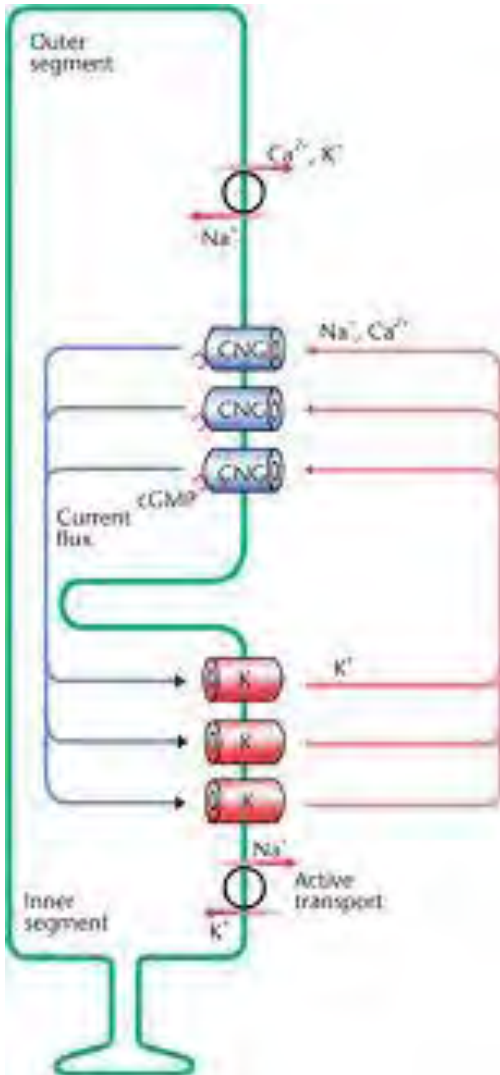 Outer
segment
Ca²⁺, K⁺
Na⁺
CNG
Na⁺, Ca²⁺
CNG
CNG
cGMP
Current
flux
K
K⁺
K
K
Na⁺
Active
transport
Inner
segment
K⁺